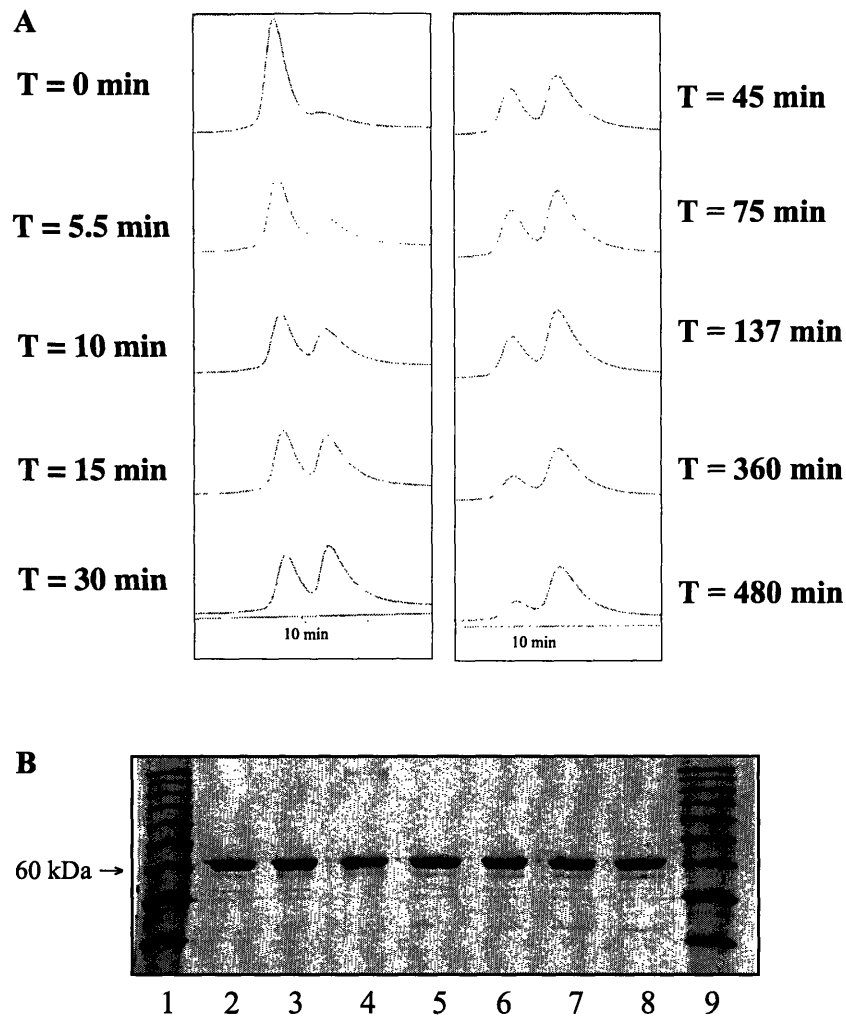 A
T = 0 min
T = 5.5 min
T = 10 min
T = 15 min
T = 30 min
10 min
T = 45 min
T = 75 min
T = 137 min
T = 360 min
T = 480 min
10 min
B
60 kDa →
1 2 3 4 5 6 7 8 9